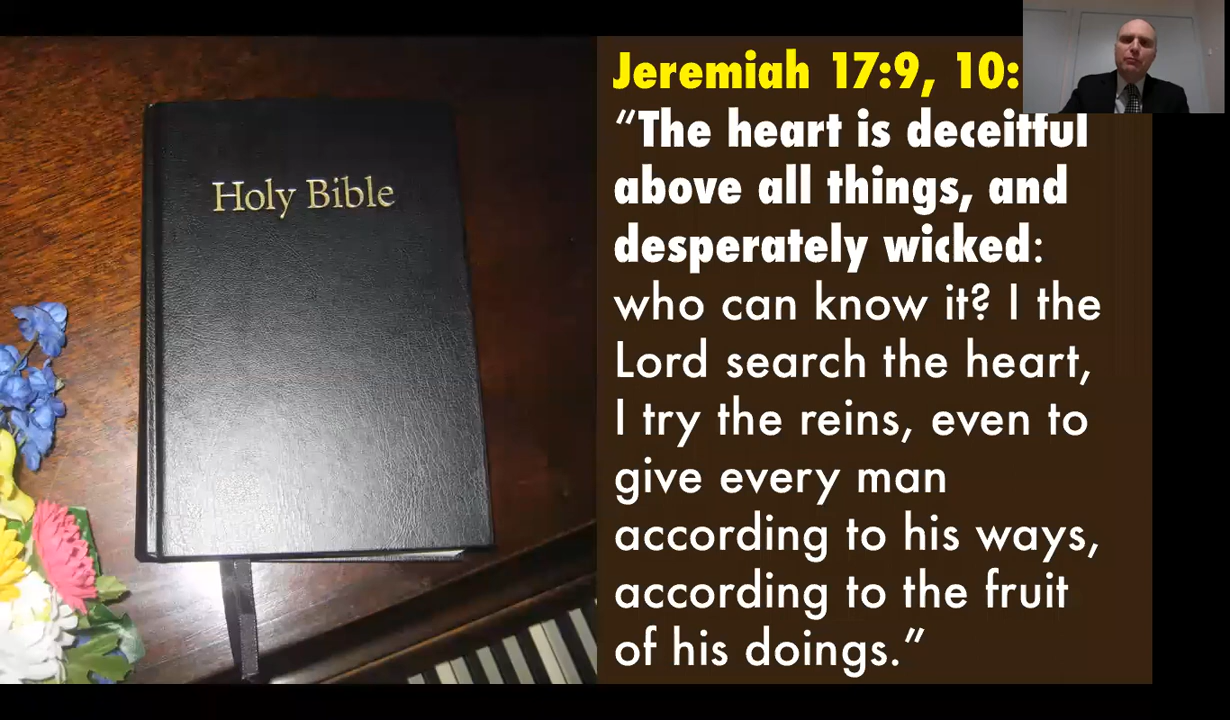 Holy Bible
Jeremiah 17:9, 10:
“The heart is deceitful
above all things, and
desperately wicked:
who can know it? I the
Lord search the heart,
I try the reins, even to
give every man
according to his ways,
according to the fruit
of his doings.”